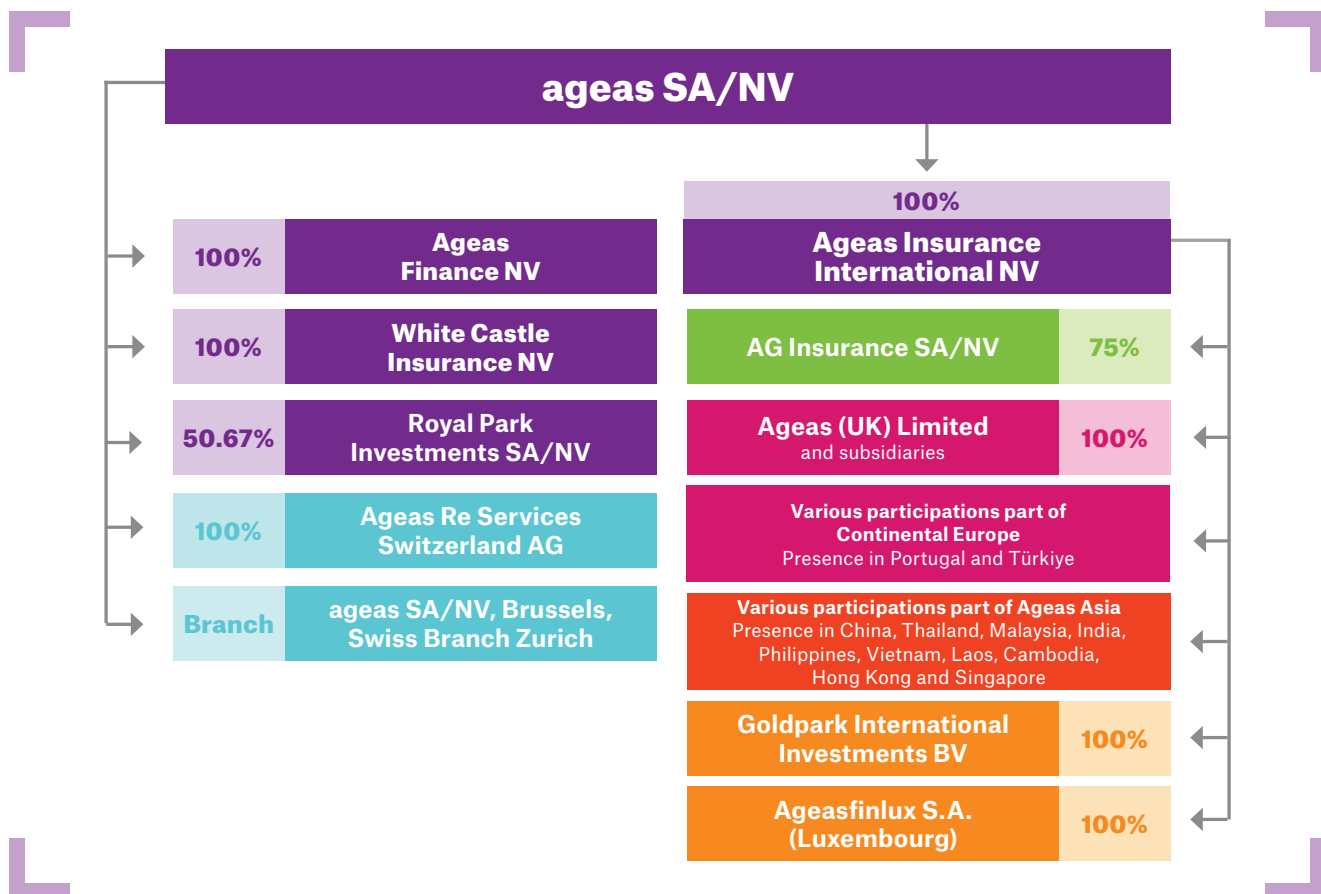 ageas SA/NV
100%
Ageas
Finance NV
100%
White Castle
Insurance NV
50.67%
Royal Park
Investments SA/NV
100%
Ageas Re Services
Switzerland AG
Branch
ageas SA/NV, Brussels,
Swiss Branch Zurich
100%
Ageas Insurance
International NV
AG Insurance SA/NV
75%
Ageas (UK) Limited
and subsidiaries
100%
Various participations part of
Continental Europe
Presence in Portugal and Türkiye
Various participations part of Ageas Asia
Presence in China, Thailand, Malaysia, India,
Philippines, Vietnam, Laos, Cambodia,
Hong Kong and Singapore
Goldpark International
Investments BV
100%
Ageasfinlux S.A.
(Luxembourg)
100%